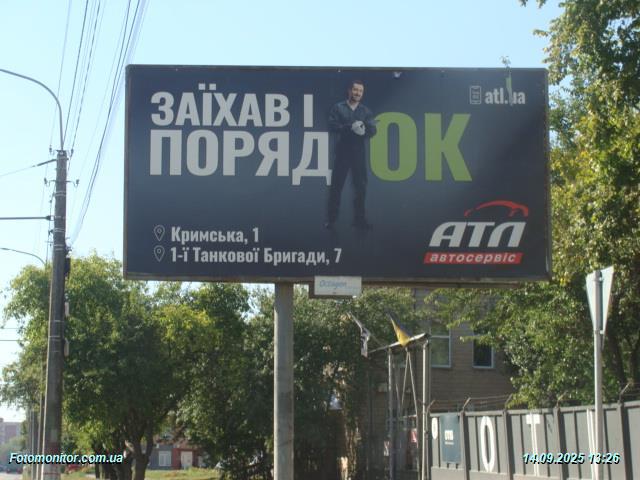 ЗАЇХАВ І
ПОРЯДОК
atl.ua
Кримська, 1
1-ї Танкової Бригади, 7
АТЛ
автосервіс
Octagon
Fotomonitor.com.ua
14.09.2025 13:26